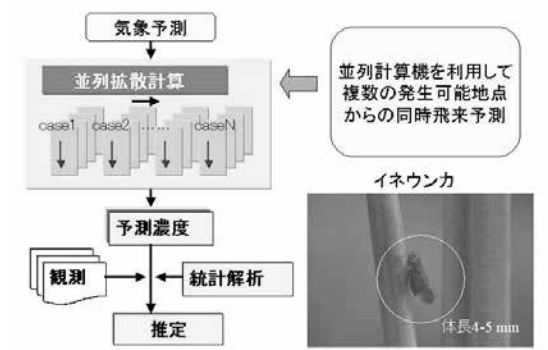 気象予測
並列拡散計算
case1 case2 …… caseN
並列計算機を利用して
複数の発生可能地点
からの同時飛来予測
予測濃度
観測
統計解析
推定
イネウンカ
体長4-5 mm